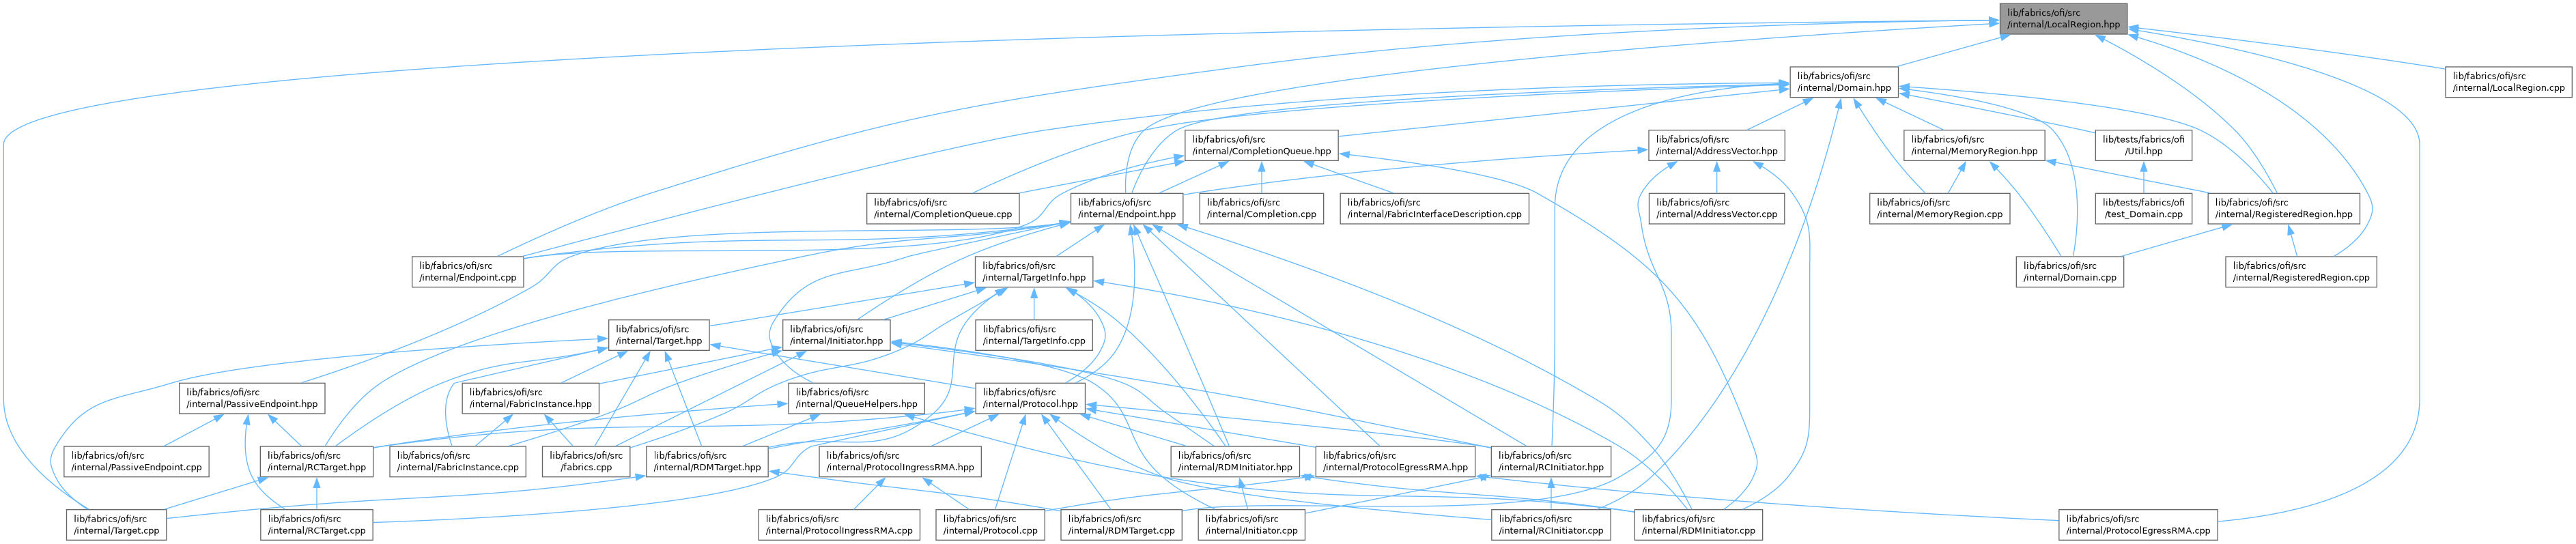 lib/fabrics/ofi/src
/internal/LocalRegion.hpp
lib/fabrics/ofi/src
/internal/Domain.hpp
lib/fabrics/ofi/src
/internal/LocalRegion.cpp
lib/fabrics/ofi/src
/internal/CompletionQueue.hpp
lib/fabrics/ofi/src
/internal/AddressVector.hpp
lib/fabrics/ofi/src
/internal/MemoryRegion.hpp
lib/tests/fabrics/ofi
/Util.hpp
lib/fabrics/ofi/src
/internal/CompletionQueue.cpp
lib/fabrics/ofi/src
/internal/Endpoint.hpp
lib/fabrics/ofi/src
/internal/Completion.cpp
lib/fabrics/ofi/src
/internal/FabricInterfaceDescription.cpp
lib/fabrics/ofi/src
/internal/AddressVector.cpp
lib/fabrics/ofi/src
/internal/MemoryRegion.cpp
lib/tests/fabrics/ofi
/test_Domain.cpp
lib/fabrics/ofi/src
/internal/RegisteredRegion.hpp
lib/fabrics/ofi/src
/internal/Endpoint.cpp
lib/fabrics/ofi/src
/internal/TargetInfo.hpp
lib/fabrics/ofi/src
/internal/Domain.cpp
lib/fabrics/ofi/src
/internal/RegisteredRegion.cpp
lib/fabrics/ofi/src
/internal/Target.hpp
lib/fabrics/ofi/src
/internal/Initiator.hpp
lib/fabrics/ofi/src
/internal/TargetInfo.cpp
lib/fabrics/ofi/src
/internal/PassiveEndpoint.hpp
lib/fabrics/ofi/src
/internal/FabricInstance.hpp
lib/fabrics/ofi/src
/internal/QueueHelpers.hpp
lib/fabrics/ofi/src
/internal/Protocol.hpp
lib/fabrics/ofi/src
/internal/PassiveEndpoint.cpp
lib/fabrics/ofi/src
/internal/RCTarget.hpp
lib/fabrics/ofi/src
/internal/FabricInstance.cpp
lib/fabrics/ofi/src
/fabrics.cpp
lib/fabrics/ofi/src
/internal/RDMTarget.hpp
lib/fabrics/ofi/src
/internal/ProtocolIngressRMA.hpp
lib/fabrics/ofi/src
/internal/RDMInitiator.hpp
lib/fabrics/ofi/src
/internal/ProtocolEgressRMA.hpp
lib/fabrics/ofi/src
/internal/RCInitiator.hpp
lib/fabrics/ofi/src
/internal/Target.cpp
lib/fabrics/ofi/src
/internal/RCTarget.cpp
lib/fabrics/ofi/src
/internal/ProtocolIngressRMA.cpp
lib/fabrics/ofi/src
/internal/Protocol.cpp
lib/fabrics/ofi/src
/internal/RDMTarget.cpp
lib/fabrics/ofi/src
/internal/Initiator.cpp
lib/fabrics/ofi/src
/internal/RCInitiator.cpp
lib/fabrics/ofi/src
/internal/RDMInitiator.cpp
lib/fabrics/ofi/src
/internal/ProtocolEgressRMA.cpp